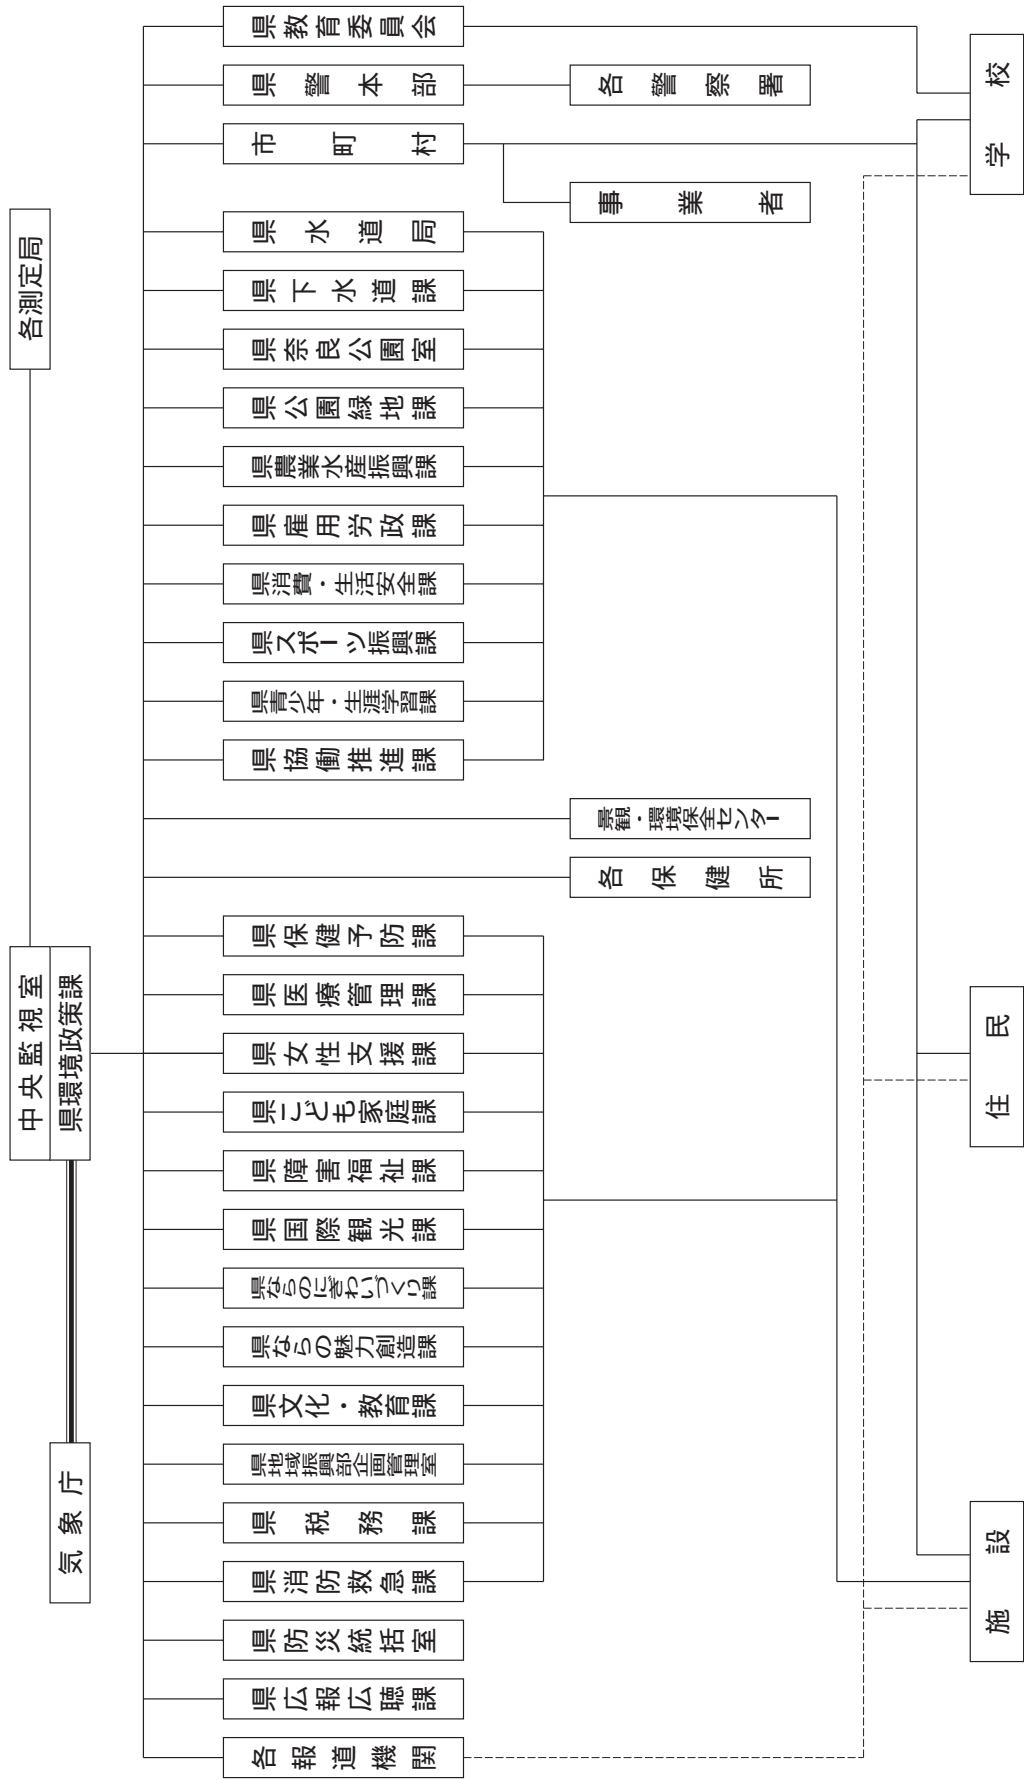 気象庁
中央監視室
県環境政策課
各測定局
各報道機関
県広報広聴課
県防災統括室
県消防救急課
県税務課
県地域振興部企画管理室
県文化・教育課
県ならの魅力創造課
県ならのにぎわいづくり課
県国際観光課
県障害福祉課
県こども家庭課
県女性支援課
県医療管理課
県保健予防課
各保健所
景観・環境保全センター
県協働推進課
県青少年・生涯学習課
県スポーツ振興課
県消費・生活安全課
県雇用労政課
県農業水産振興課
県公園緑地課
県奈良公園室
県下水道課
県水道局
事業者
市町村
県警本部
各警察署
県教育委員会
施設
住民
学校